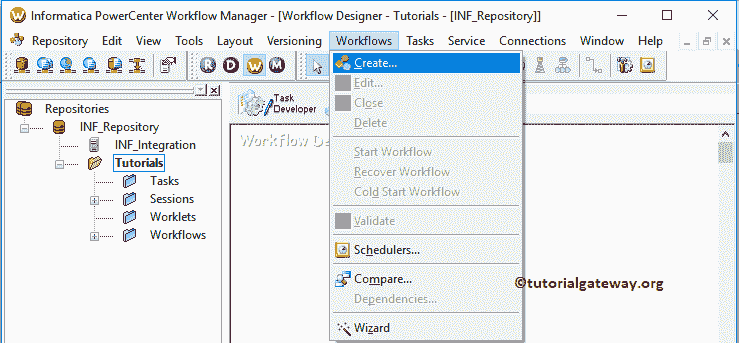 Informatica PowerCenter Workflow Manager - [Workflow Designer - Tutorials - [INF_Repository]]
Repository Edit View Tools Layout Versioning Workflows Tasks Service Connections Window Help
R D W M
Repositories
INF_Repository
INF_Integration
Tutorials
Tasks
Sessions
Worklets
Workflows
Task
Developer
Workflow De
Create...
Edit...
Close
Delete
Start Workflow
Recover Workflow
Cold Start Workflow
Validate
Schedulers...
Compare...
Dependencies...
Wizard
©tutorialgateway.org